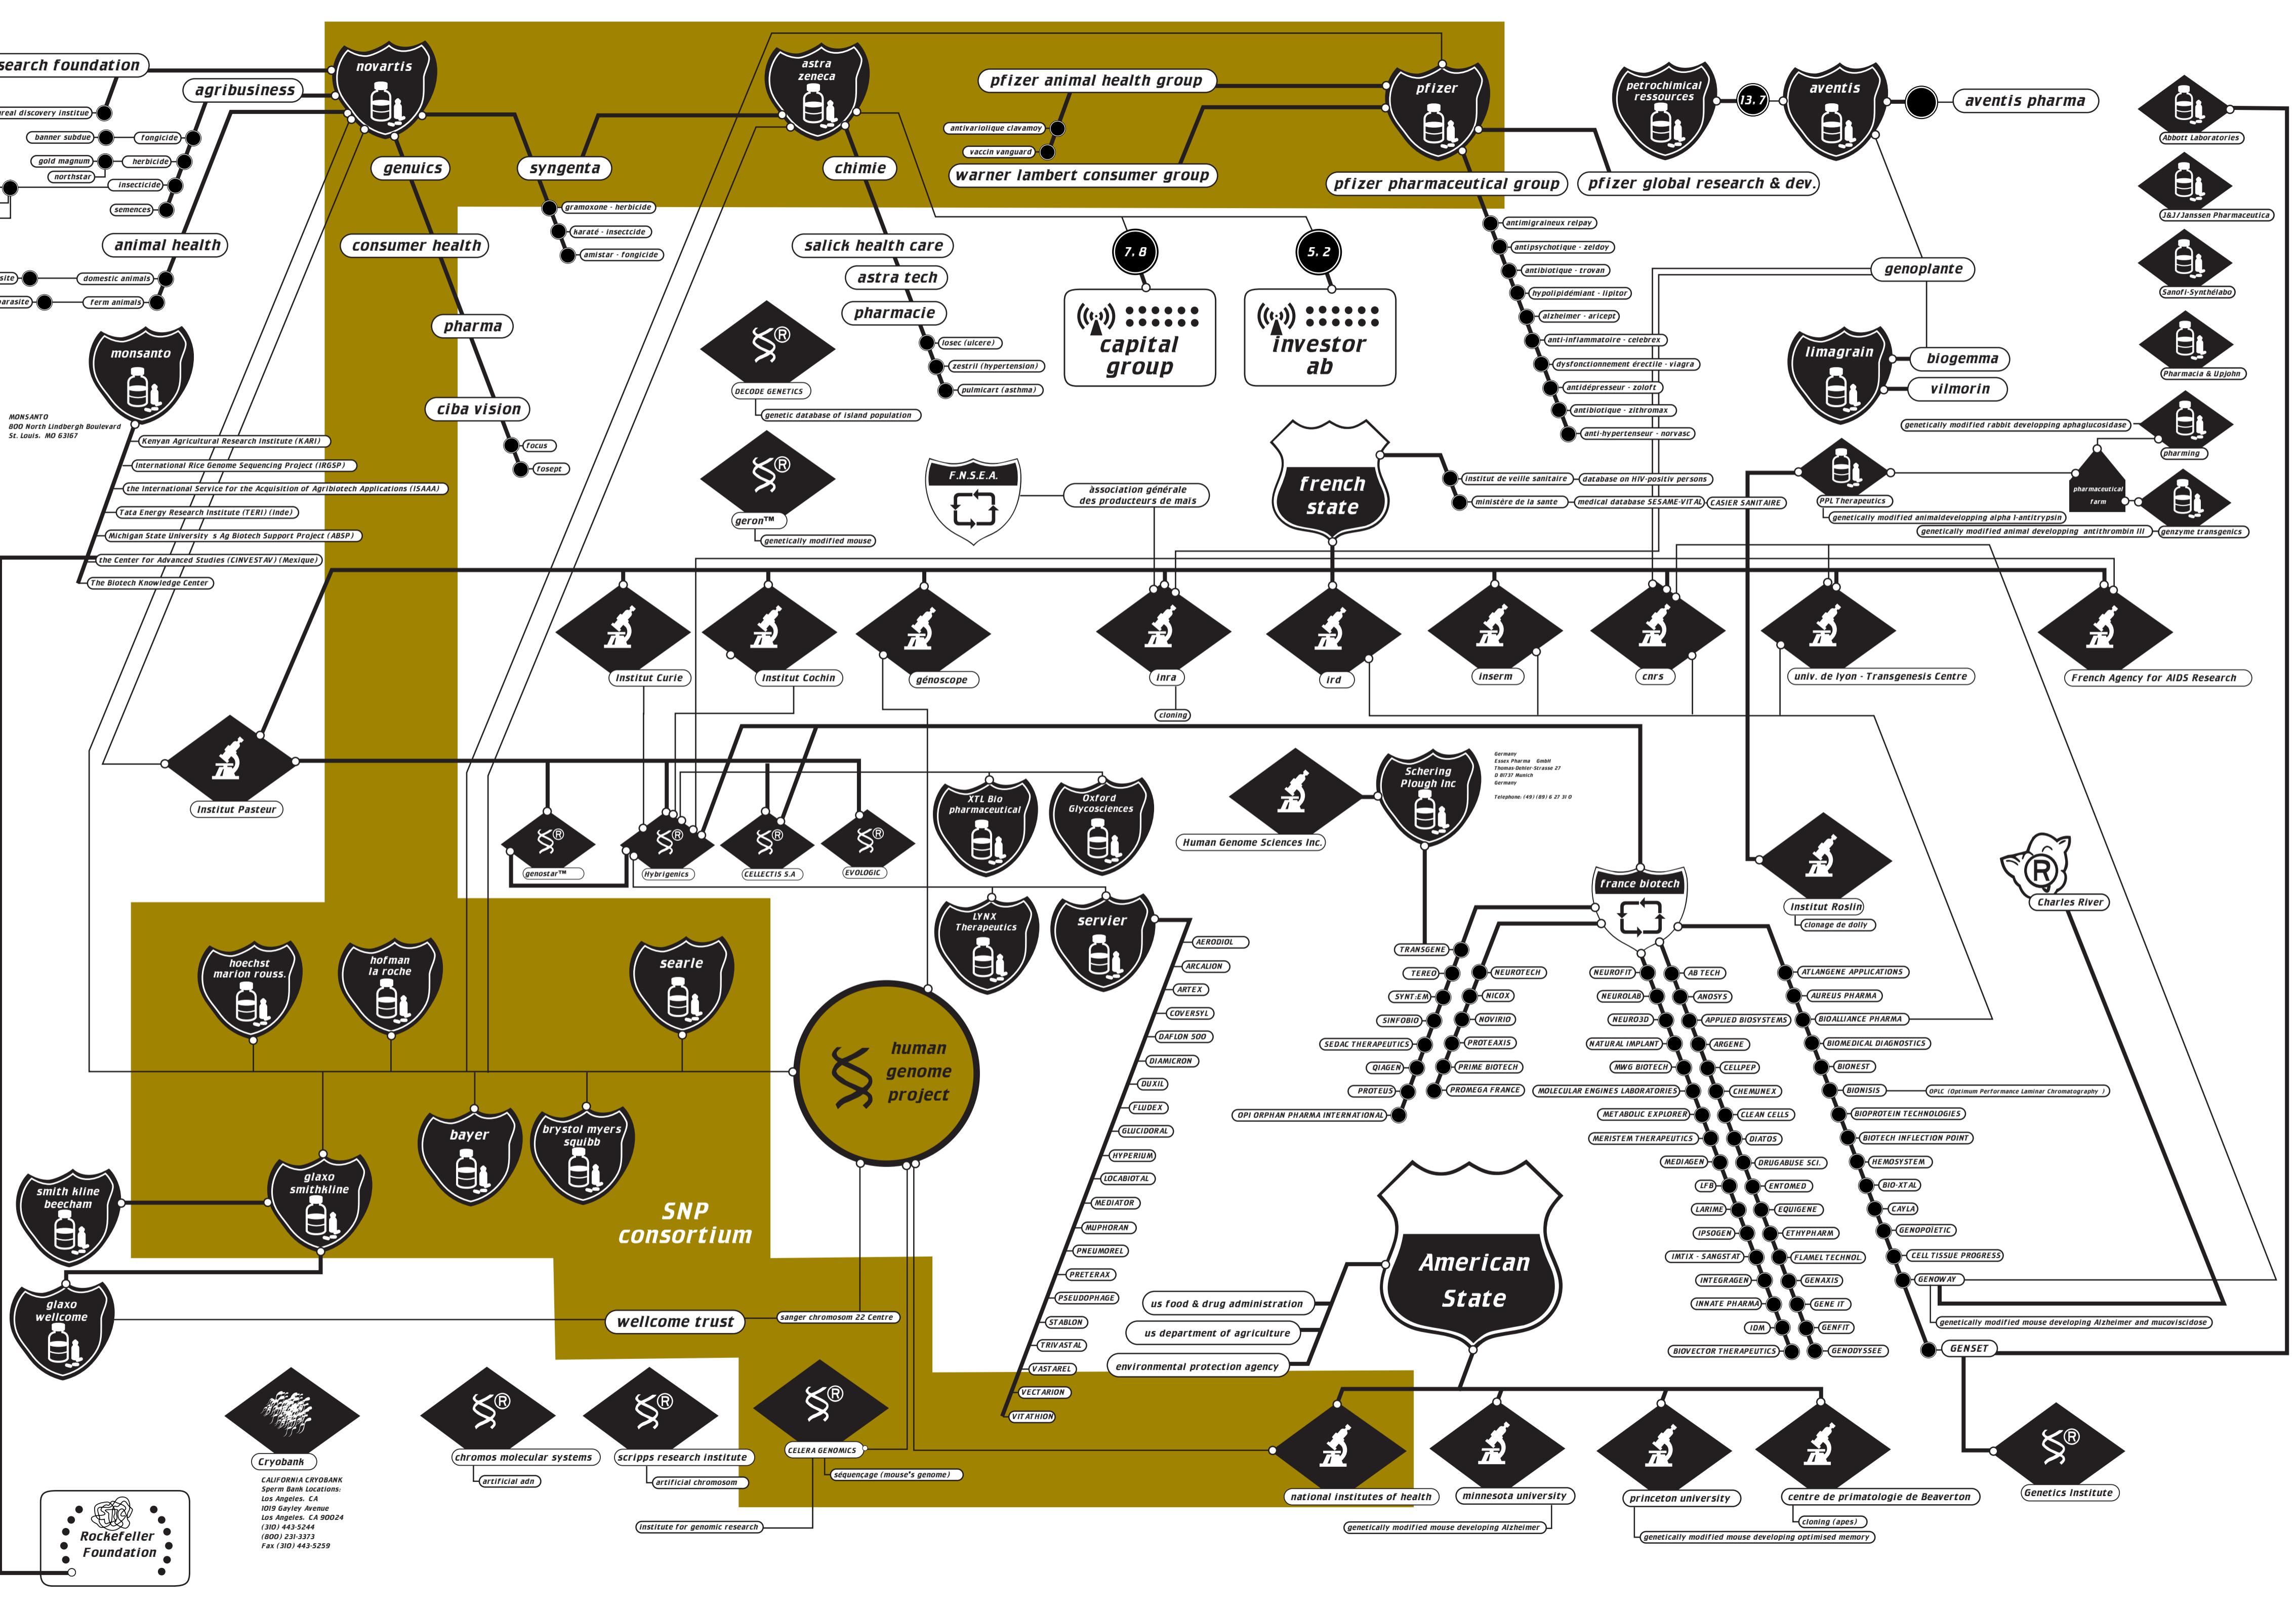 search foundation
real discovery institue
agribusiness
banner subdue
fongicide
gold magnum
herbicide
northstar
insecticide
semences
animal health
site
domestic animals
parasite
ferm animals
novartis
genuics
consumer health
pharma
ciba vision
focus
fosept
syngenta
gramoxone - herbicide
karaté - insectcide
amistar - fongicide
astra
zeneca
chimie
salick health care
astra tech
pharmacie
losec (ulcere)
zestril (hypertension)
pulmicart (asthma)
7.8
capital
group
5.2
investor
ab
pfizer animal health group
antivariolique clavamoy
vaccin vanguard
warner lambert consumer group
pfizer
pfizer pharmaceutical group
pfizer global research & dev.
antimigraineux relpay
antipsychotique - zeldoy
antibiotique - trovan
hypolipidémiant - lipitor
alzheimer - aricept
anti-inflammatoire - celebrex
dysfonctionnement érectile - viagra
antidépresseur - zoloft
antibiotique - zithromax
anti-hypertenseur - norvasc
petrochimical
ressources
13.7
aventis
aventis pharma
genoplante
limagrain
biogemma
vilmorin
Abbott Laboratories
J&J/Janssen Pharmaceutica
Sanofi-Synthélabo
Pharmacia & Upjohn
genetically modified rabbit developping aphaglucosidase
pharming
PPL Therapeutics
genetically modified animaldevelopping alpha 1-antitrypsin
pharmaceutical
farm
genetically modified animal developping antithrombin III
genzyme transgenics
monsanto
MONSANTO
800 North Lindbergh Boulevard
St. Louis. MO 63167
Kenyan Agricultural Research Institute (KARI)
International Rice Genome Sequencing Project (IRGSP)
the International Service for the Acquisition of Agribiotech Applications (ISAAA)
Tata Energy Research Institute (TERI) (Inde)
Michigan State University s Ag Biotech Support Project (ABSP)
the Center for Advanced Studies (CINVESTAV) (Mexique)
The Biotech Knowledge Center
DECODE GENETICS
genetic database of island population
geron™
genetically modified mouse
F.N.S.E.A.
àssociation générale
des producteurs de mais
french
state
Institut de veille sanitaire
database on HIV-positiv persons
ministère de la sante
medical database SESAME-VITAL
CASIER SANITAIRE
Institut Curie
Institut Cochin
génoscope
inra
cloning
ird
inserm
cnrs
univ. de lyon - Transgenesis Centre
French Agency for AIDS Research
Institut Pasteur
genostar™
Hybrigenics
CELLECTIS S.A
EVOLOGIC
XTL Bio
pharmaceutical
Oxford
Glycosciences
LYNX
Therapeutics
servier
Human Genome Sciences Inc.
Schering
Plough Inc
Germany
Essex Pharma GmbH
Thomas-Dehler-Strasse 27
D 81737 Munich
Germany
Telephone: (49) (89) 6 27 31 0
france biotech
Institut Roslin
clonage de dolly
R
Charles River
AERODIOL
ARCALION
ARTEX
COVERSYL
DAFLON 500
DIAMICRON
DUXIL
FLUDEX
GLUCIDORAL
HYPERIUM
LOCABIOTAL
MEDIATOR
MUPHORAN
PNEUMOREL
PRETERAX
PSEUDOPHAGE
STABLON
TRIVASTAL
VASTAREL
VECTARION
VITATHION
TRANSGENE
TEREO
SYNT:EM
SINFOBIO
SEDAC THERAPEUTICS
QIAGEN
PROTEUS
OPI ORPHAN PHARMA INTERNATIONAL
NEUROTECH
NICOX
NOVIRIO
PROTEAXIS
PRIME BIOTECH
PROMEGA FRANCE
NEUROFIT
NEUROLAB
NEURO3D
NATURAL IMPLANT
MWG BIOTECH
MOLECULAR ENGINES LABORATORIES
METABOLIC EXPLORER
MERISTEM THERAPEUTICS
MEDIAGEN
LFB
LARIME
IPSOGEN
IMTIX - SANGSTAT
INTEGRAGEN
INNATE PHARMA
IDM
BIOVECTOR THERAPEUTICS
AB TECH
ANOSYS
APPLIED BIOSYSTEMS
ARGENE
CELLPEP
CHEMUNEX
CLEAN CELLS
DIATOS
DRUGABUSE SCI.
ENTOMED
EQUIGENE
ETHYPHARM
FLAMEL TECHNOL.
GENAXIS
GENE IT
GENFIT
GENODYSSEE
ATLANGENE APPLICATIONS
AUREUS PHARMA
BIOALLIANCE PHARMA
BIOMEDICAL DIAGNOSTICS
BIONEST
BIONISIS
OPLC (Optimum Performance Laminar Chromatography )
BIOPROTEIN TECHNOLOGIES
BIOTECH INFLECTION POINT
HEMOSYSTEM
BIO-XTAL
CAYLA
GENOPOÏETIC
CELL TISSUE PROGRESS
GENOWAY
genetically modified mouse developing Alzheimer and mucoviscidose
GENSET
Genetics Institute
hoechst
marion rouss.
hofman
la roche
searle
human
genome
project
bayer
brystol myers
squibb
smith kline
beecham
glaxo
smithkline
SNP
consortium
glaxo
wellcome
wellcome trust
sanger chromosom 22 Centre
American
State
us food & drug administration
us department of agriculture
environmental protection agency
Cryobank
CALIFORNIA CRYOBANK
Sperm Bank Locations:
Los Angeles. CA
1019 Gayley Avenue
Los Angeles. CA 90024
(310) 443-5244
(800) 231-3373
Fax (310) 443-5259
chromos molecular systems
artificial adn
scripps research institute
artificial chromosom
CELERA GENOMICS
séquençage (mouse's genome)
institute for genomic research
national institutes of health
minnesota university
genetically modified mouse developing Alzheimer
princeton university
genetically modified mouse developing optimised memory
centre de primatologie de Beaverton
cloning (apes)
Rockefeller
Foundation